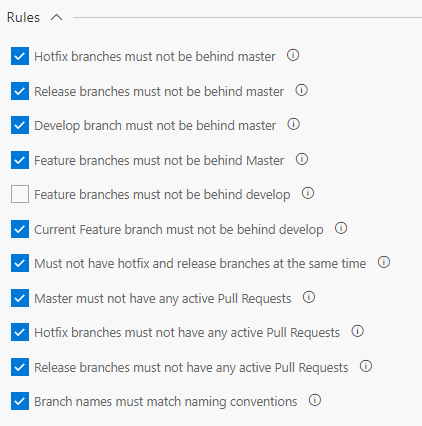 Rules
Hotfix branches must not be behind master
Release branches must not be behind master
Develop branch must not be behind master
Feature branches must not be behind Master
Feature branches must not be behind develop
Current Feature branch must not be behind develop
Must not have hotfix and release branches at the same time
Master must not have any active Pull Requests
Hotfix branches must not have any active Pull Requests
Release branches must not have any active Pull Requests
Branch names must match naming conventions